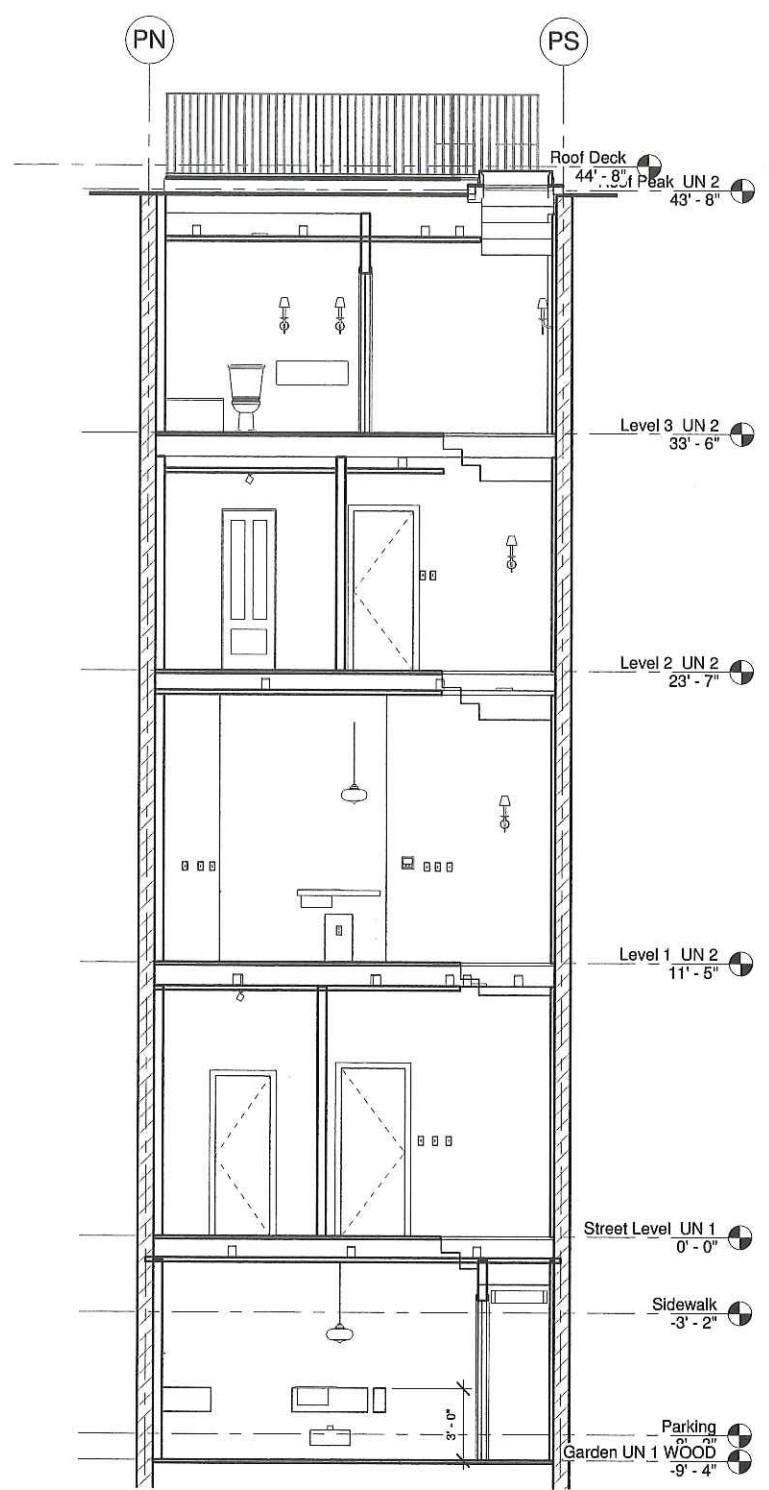 PN
PS
Roof Deck
44' - 8"
Roof Peak UN 2
43' - 8"
Level 3 UN 2
33' - 6"
Level 2 UN 2
23' - 7"
Level 1 UN 2
11' - 5"
Street Level UN 1
0' - 0"
Sidewalk
-3' - 2"
3' - 0"
Parking
Garden UN 1 WOOD
-9' - 4"